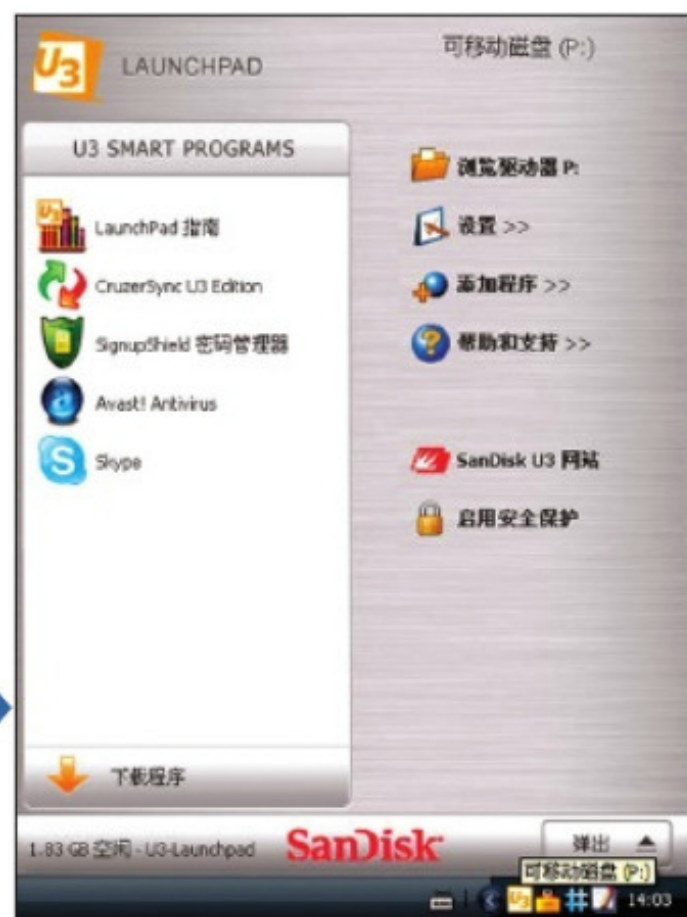 U3 LAUNCHPAD
可移动磁盘 (P:)
U3 SMART PROGRAMS
LaunchPad 指南
CruzerSync U3 Edition
SignupShield 密码管理器
Avast! Antivirus
Skype
下载程序
浏览驱动器 P:
设置 >>
添加程序 >>
帮助和支持 >>
SanDisk U3 网站
启用安全保护
1.83 GB 空闲 - U3-Launchpad
SanDisk
弹出
可移动磁盘 (P:)
14:03